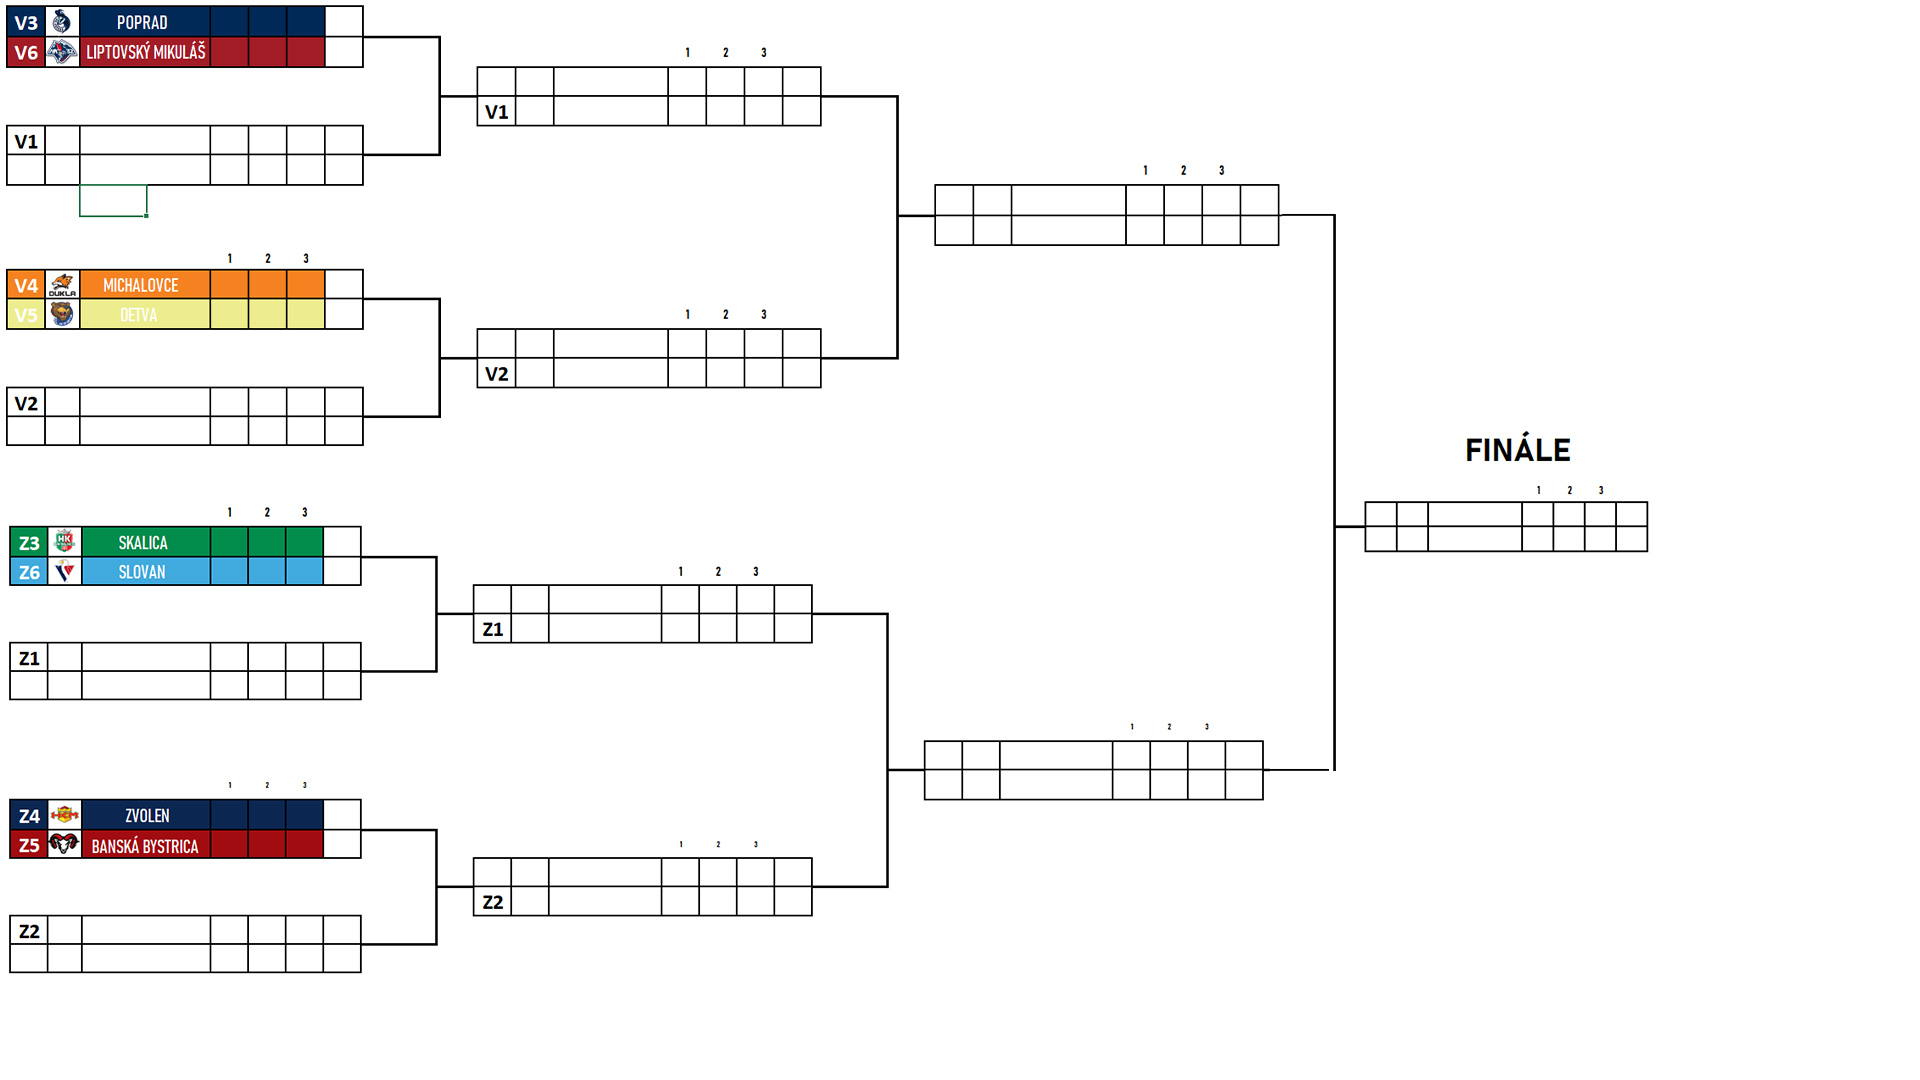 V3 POPRAD
V6 LIPTOVSKÝ MIKULÁŠ
1 2 3
V1
V1
1 2 3
1 2 3
V4 DUKLA MICHALOVCE
V5 DETVA
1 2 3
V2
V2
FINÁLE
1 2 3
1 2 3
Z3 HK SKALICA
Z6 SLOVAN
1 2 3
Z1
Z1
1 2 3
1 2 3
Z4 ZVOLEN
Z5 BANSKÁ BYSTRICA
1 2 3
Z2
Z2